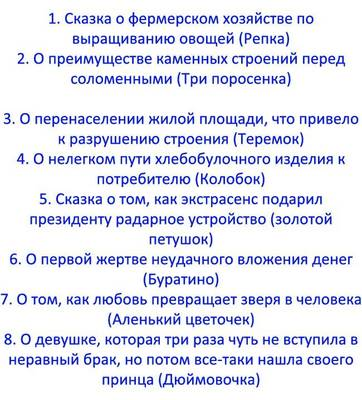 1. Сказка о фермерском хозяйстве по
выращиванию овощей (Репка)
2. О преимуществе каменных строений перед
соломенными (Три поросенка)
3. О перенаселении жилой площади, что привело
к разрушению строения (Теремок)
4. О нелегком пути хлебобулочного изделия к
потребителю (Колобок)
5. Сказка о том, как экстрасенс подарил
президенту радарное устройство (золотой
петушок)
6. О первой жертве неудачного вложения денег
(Буратино)
7. О том, как любовь превращает зверя в человека
(Аленький цветочек)
8. О девушке, которая три раза чуть не вступила в
неравный брак, но потом все-таки нашла своего
принца (Дюймовочка)